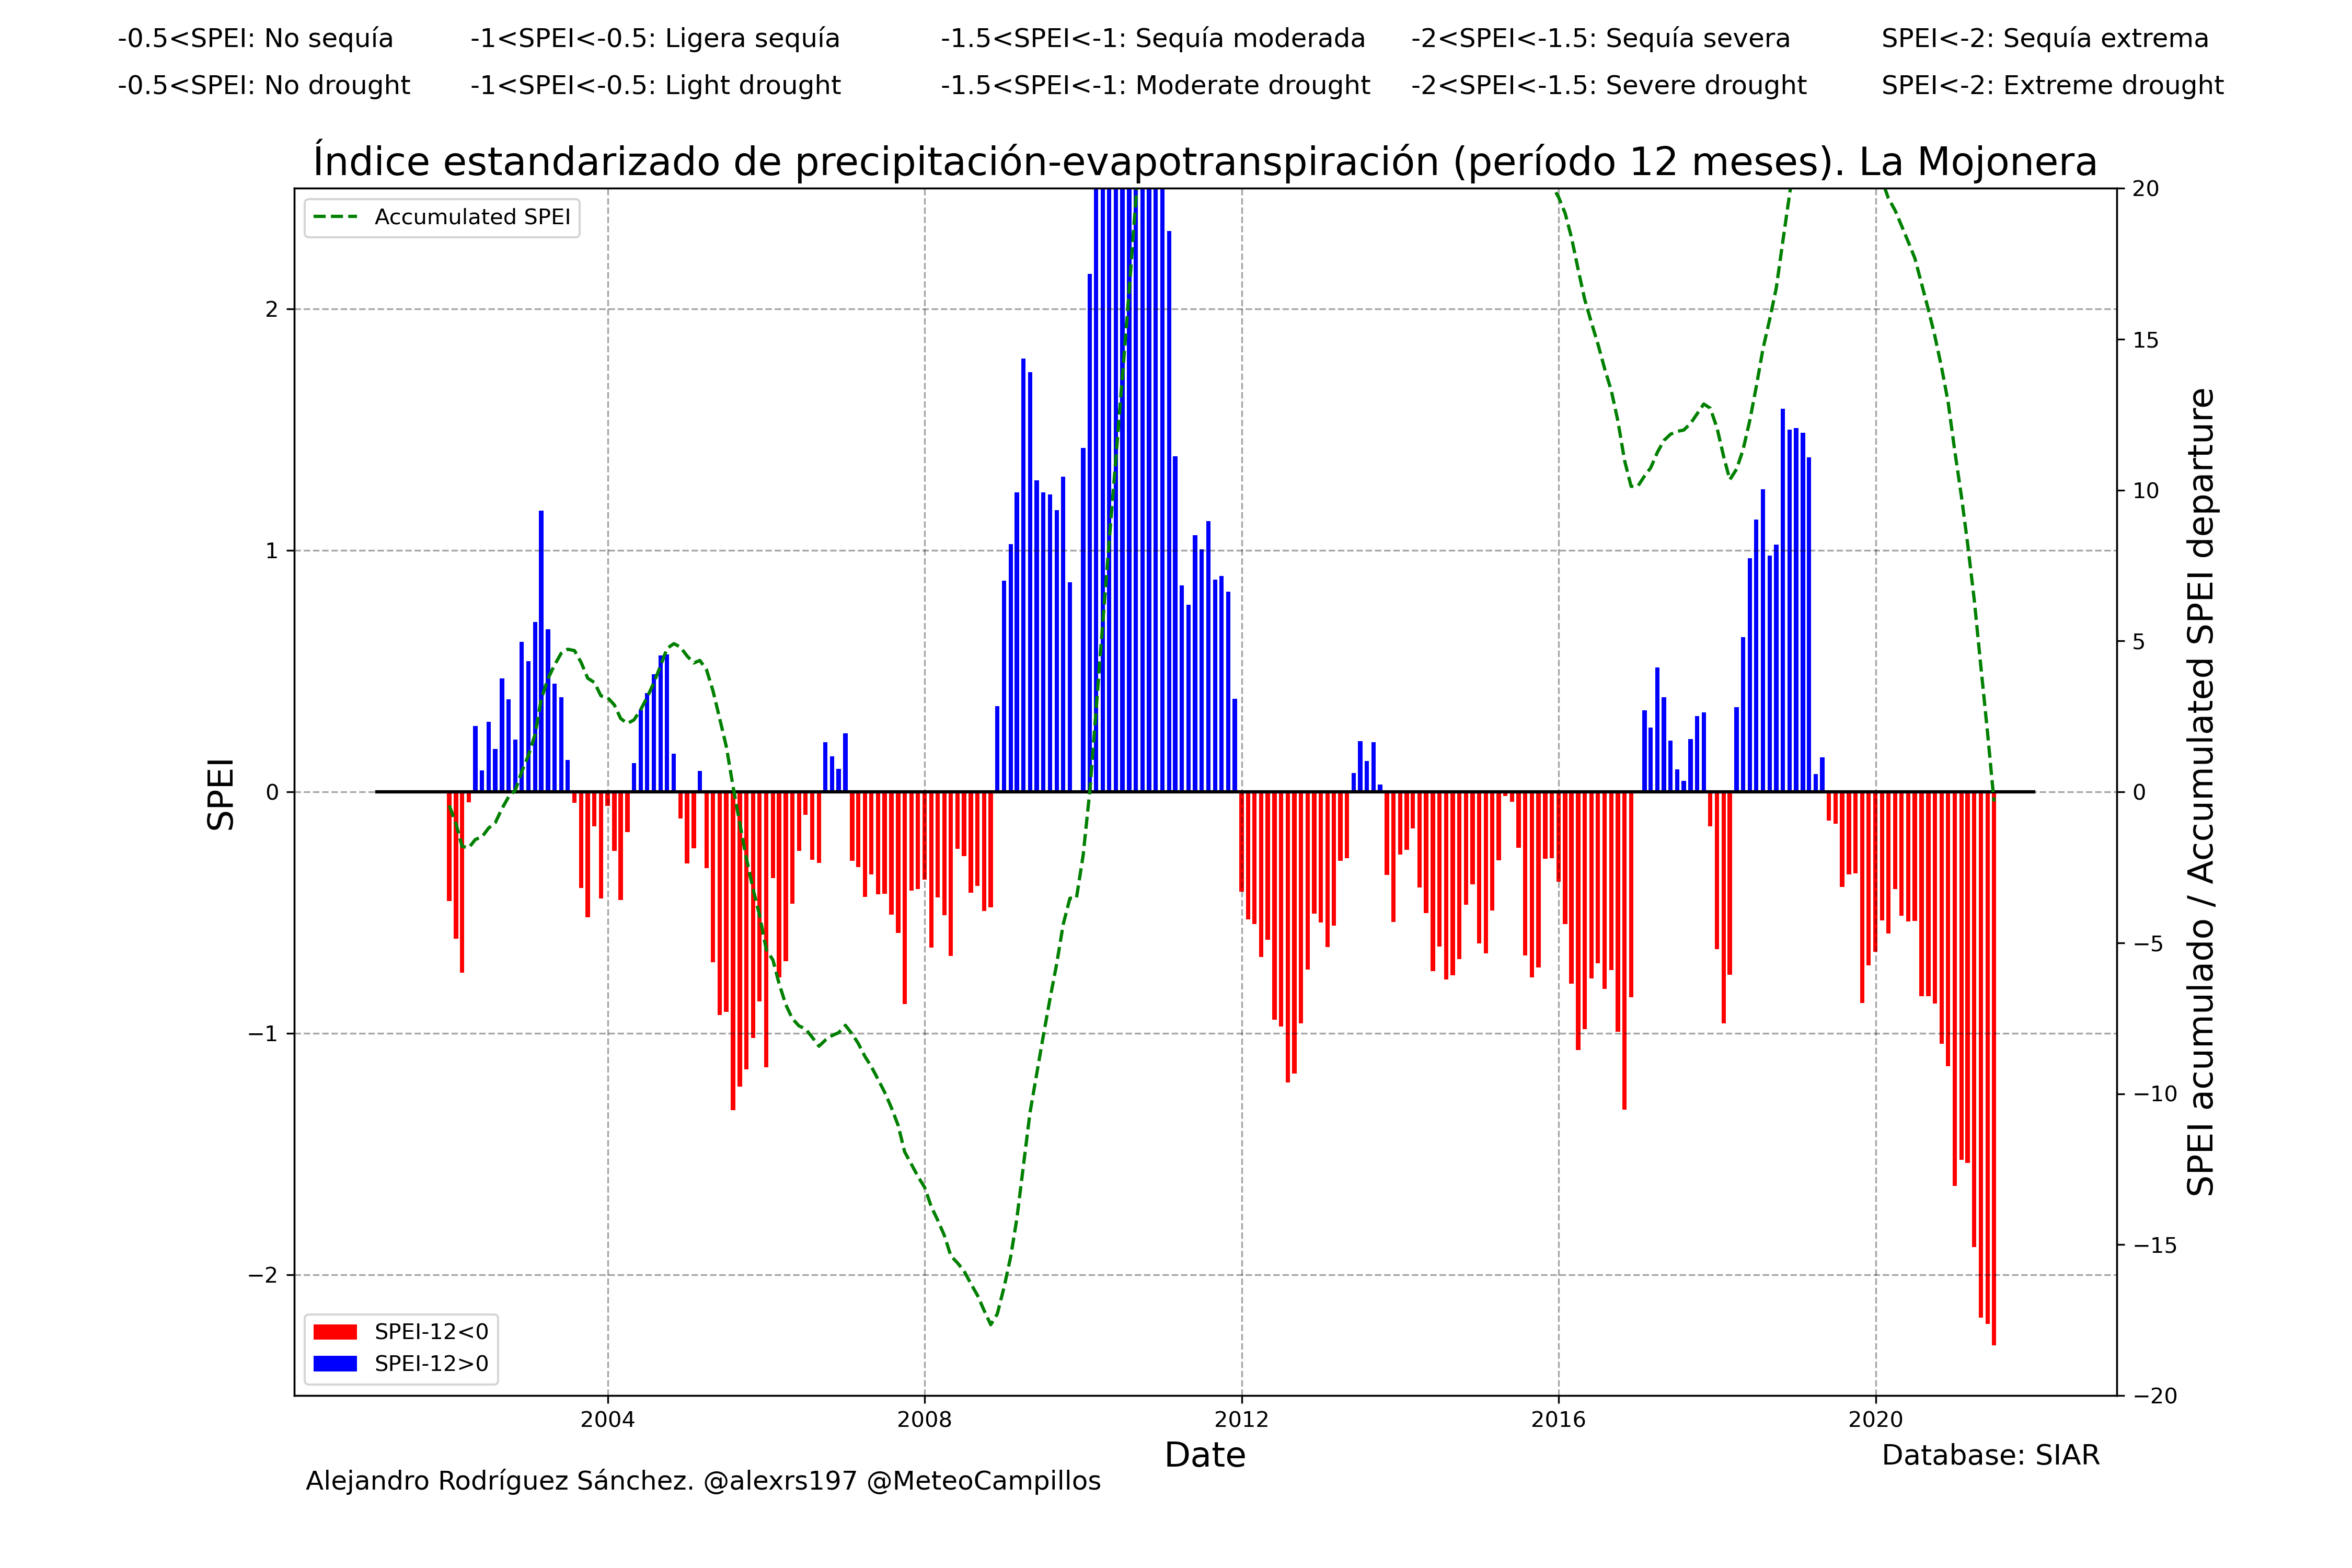 -0.5<SPEI: No sequía -1<SPEI<-0.5: Ligera sequía -1.5<SPEI<-1: Sequía moderada -2<SPEI<-1.5: Sequía severa SPEI<-2: Sequía extrema
-0.5<SPEI: No drought -1<SPEI<-0.5: Light drought -1.5<SPEI<-1: Moderate drought -2<SPEI<-1.5: Severe drought SPEI<-2: Extreme drought
Índice estandarizado de precipitación-evapotranspiración (período 12 meses). La Mojonera
Accumulated SPEI
SPEI
2
1
0
−1
−2
20
15
10
5
0
−5
−10
−15
−20
SPEI acumulado / Accumulated SPEI departure
SPEI-12<0
SPEI-12>0
2004 2008 2012 2016 2020
Date
Database: SIAR
Alejandro Rodríguez Sánchez. @alexrs197 @MeteoCampillos